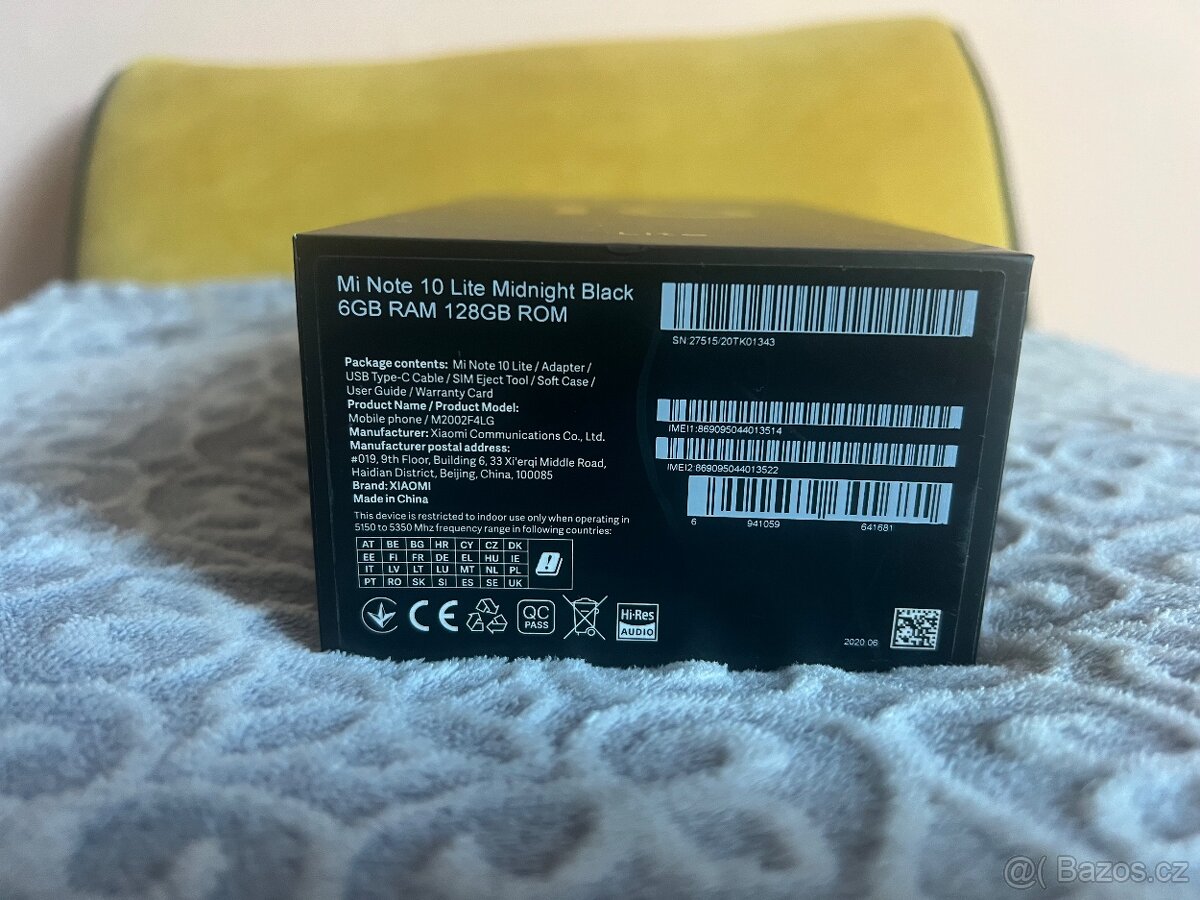 Lite
Mi Note 10 Lite Midnight Black
6GB RAM 128GB ROM
Package contents: Mi Note 10 Lite / Adapter /
USB Type-C Cable / SIM Eject Tool / Soft Case /
User Guide / Warranty Card
Product Name / Product Model:
Mobile phone / M2002F4LG
Manufacturer: Xiaomi Communications Co., Ltd.
Manufacturer postal address:
#019, 9th Floor, Building 6, 33 Xi'erqi Middle Road,
Haidian District, Beijing, China, 100085
Brand: XIAOMI
Made in China
This device is restricted to indoor use only when operating in
5150 to 5350 Mhz frequency range in following countries:
AT BE BG HR CY CZ DK
EE FI FR DE EL HU IE
IT LV LT LU MT NL PL
PT RO SK SI ES SE UK
CE
QC
PASS
Hi-Res
AUDIO
SN:27515/20TK01343
IMEI1:869095044013514
IMEI2:869095044013522
6 941059 641681
2020.06
@( Bazos.cz